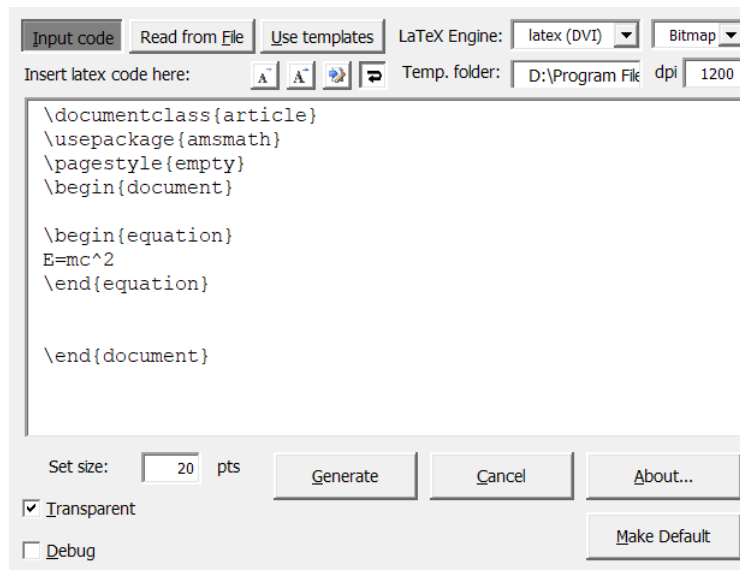 Input code Read from File Use templates LaTeX Engine: latex (DVI) Bitmap
Insert latex code here: A A Temp. folder: D:\Program File dpi 1200
\documentclass{article}
\usepackage{amsmath}
\pagestyle{empty}
\begin{document}
\begin{equation}
E=mc^2
\end{equation}
\end{document}
Set size: 20 pts Generate Cancel About...
Transparent
Make Default
Debug